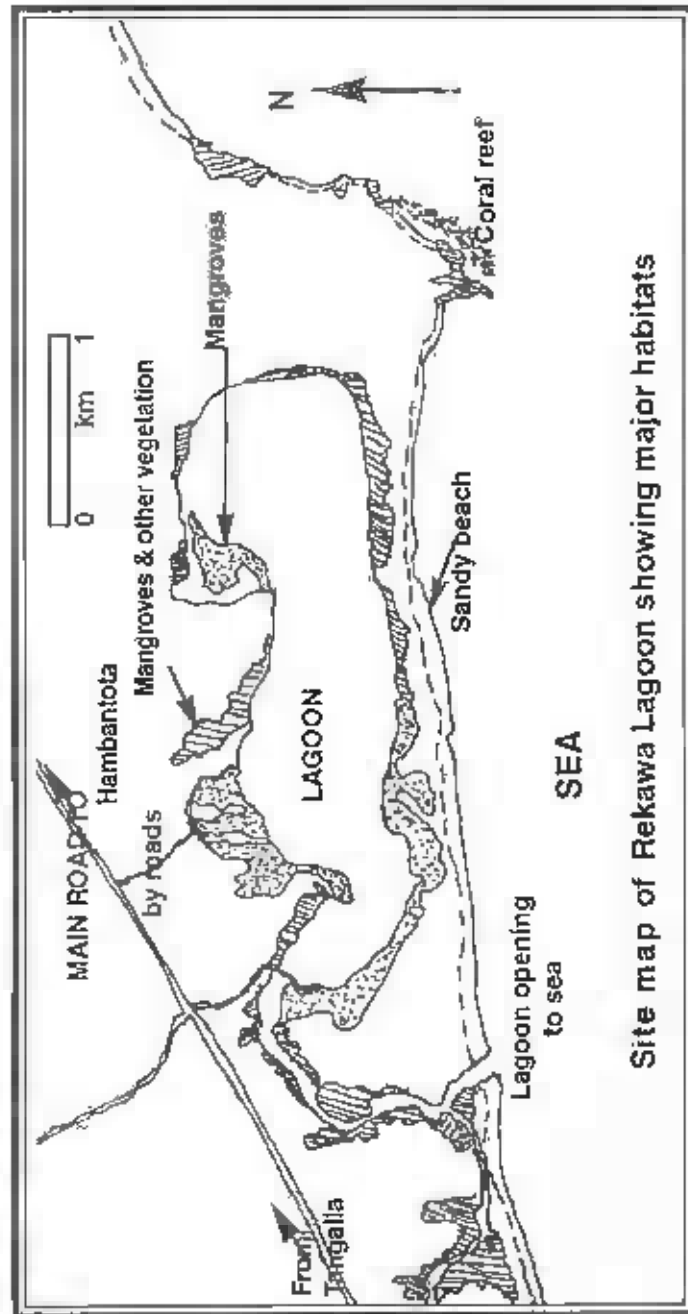 MAIN ROAD TO
Hambantota
by roads
From
Tangalla
Mangroves & other vegetation
Mangroves
0 km 1
N
LAGOON
Coral reef
Sandy beach
Lagoon opening
to sea
SEA
Site map of Rekawa Lagoon showing major habitats